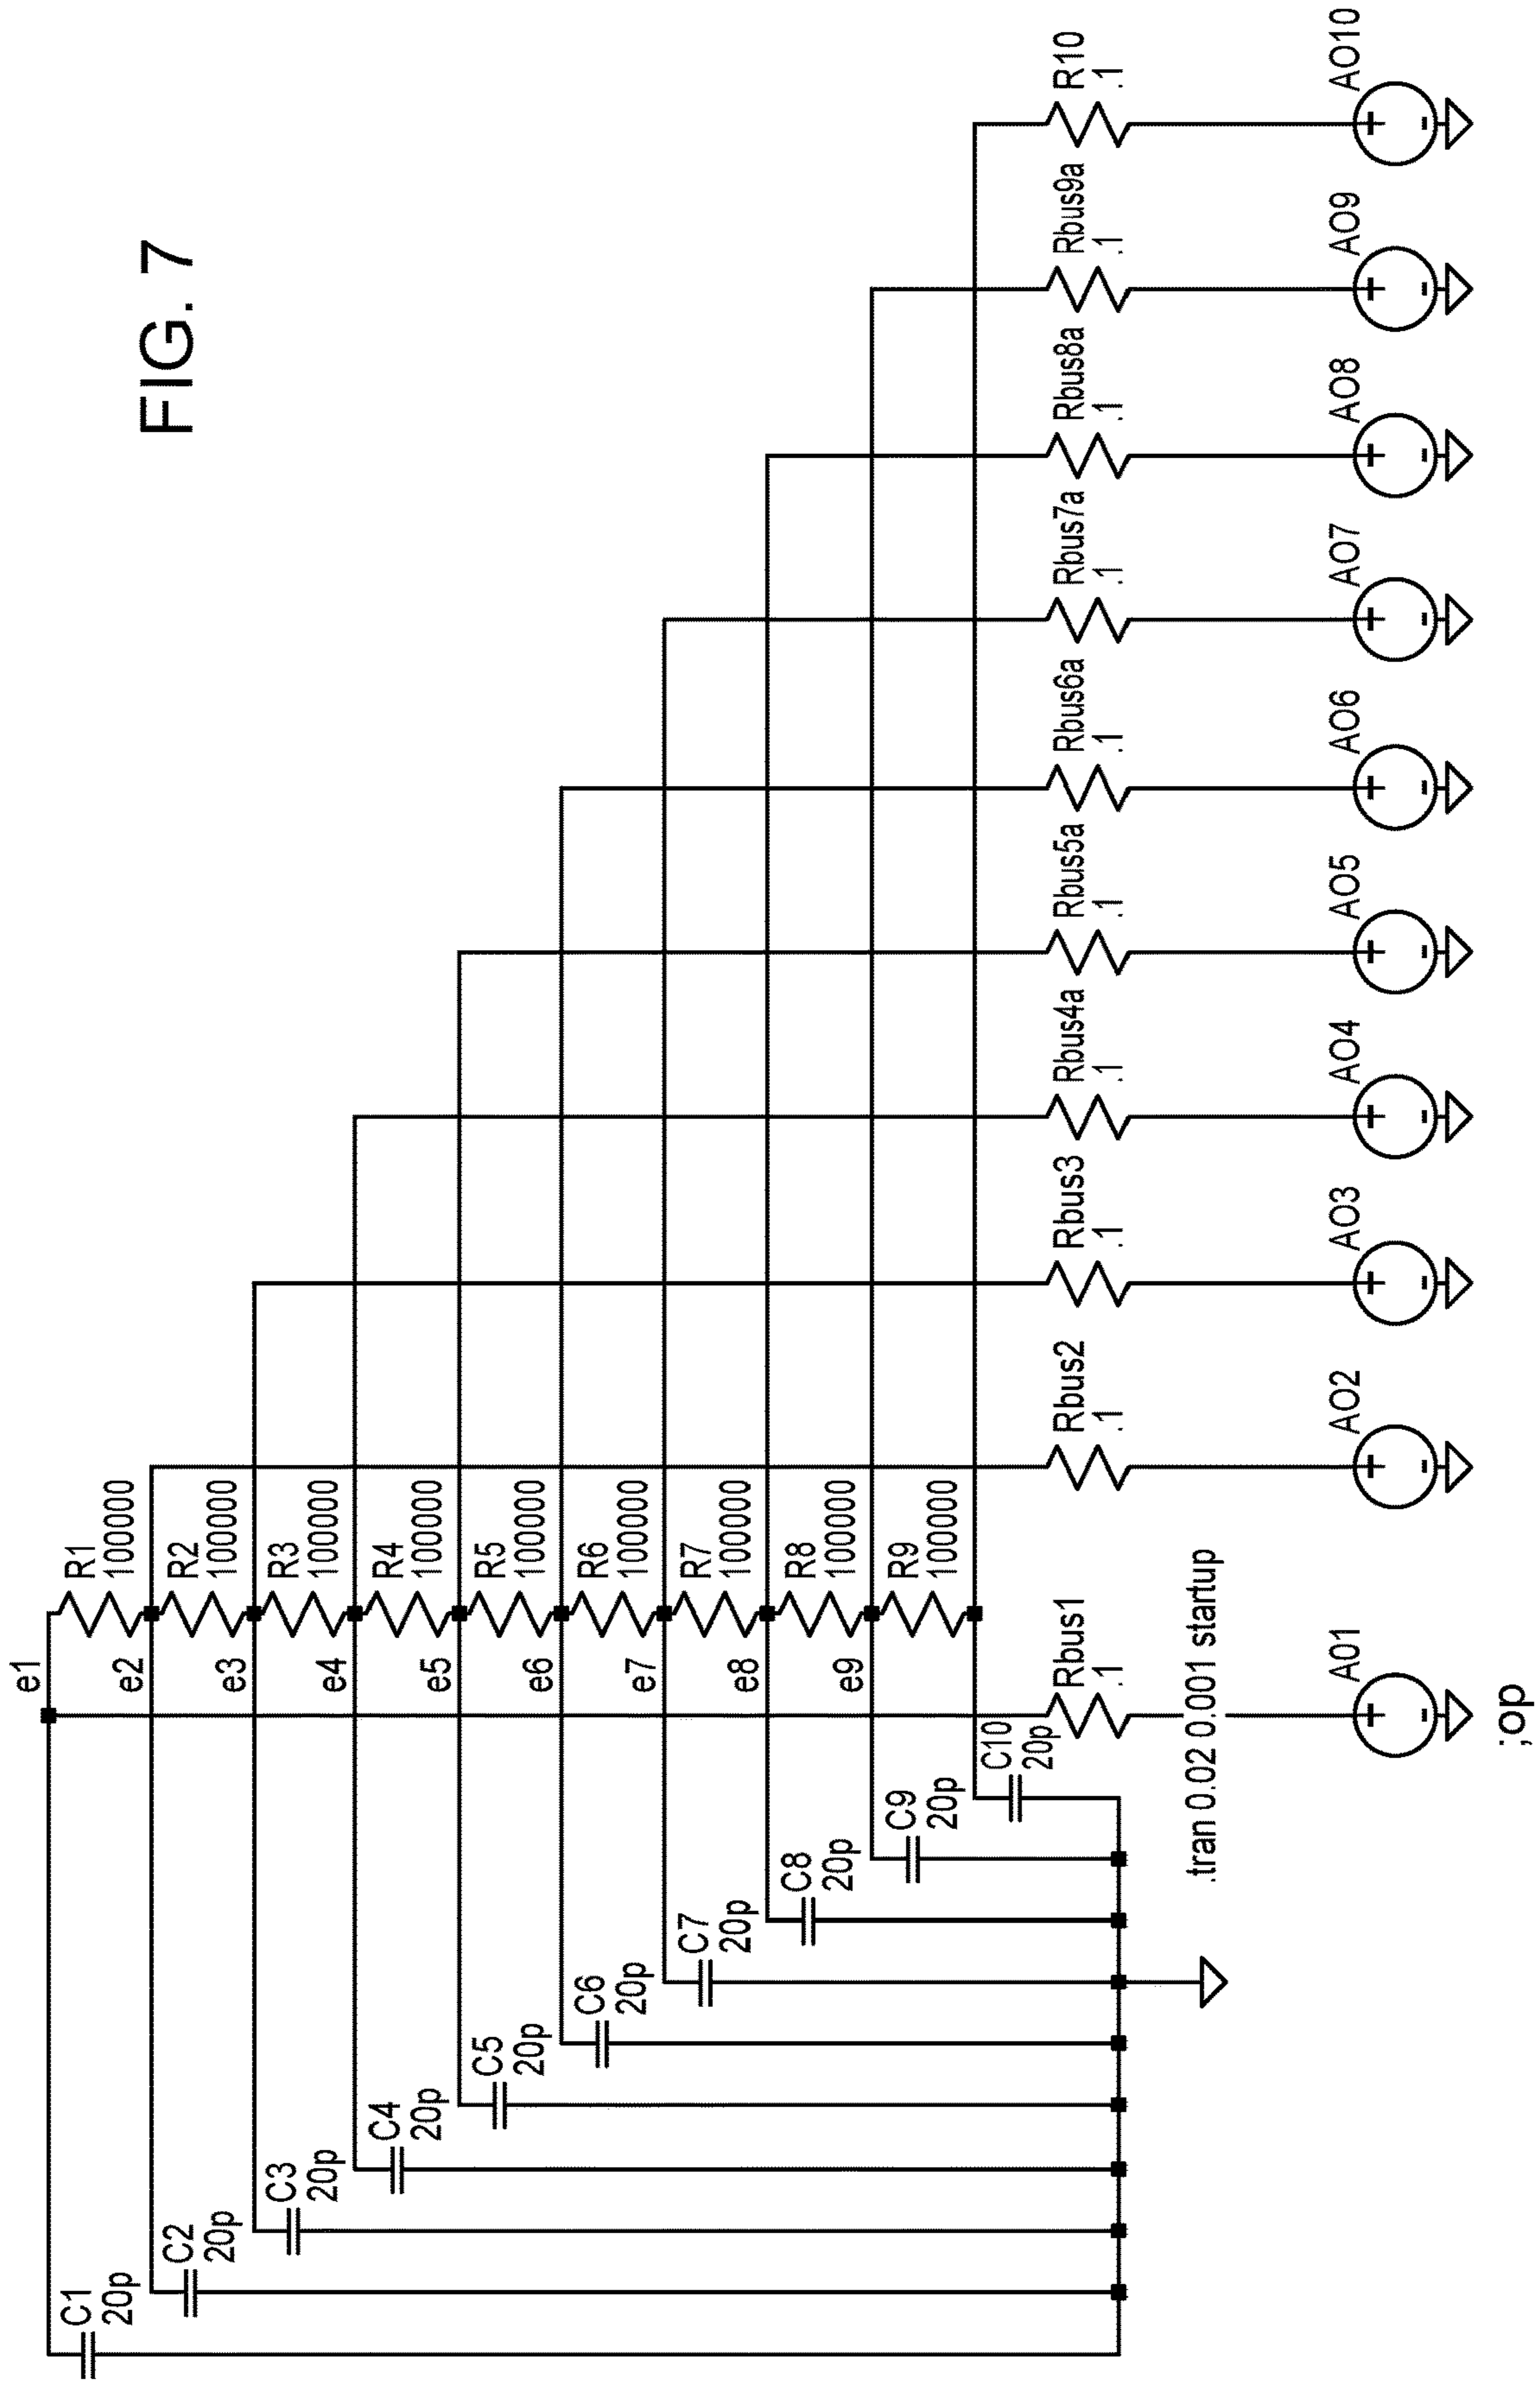 FIG. 7
e1
e2
e3
e4
e5
e6
e7
e8
e9
R1
100000
R2
100000
R3
100000
R4
100000
R5
100000
R6
100000
R7
100000
R8
100000
R9
100000
C1
20p
C2
20p
C3
20p
C4
20p
C5
20p
C6
20p
C7
20p
C8
20p
C9
20p
C10
20p
Rbus1
.1
Rbus2
.1
Rbus3
.1
Rbus4a
.1
Rbus5a
.1
Rbus6a
.1
Rbus7a
.1
Rbus8a
.1
Rbus9a
.1
R10
.1
.tran 0.02 0.001 startup
A01
AO2
AO3
AO4
AO5
AO6
AO7
AO8
AO9
AO10
;op